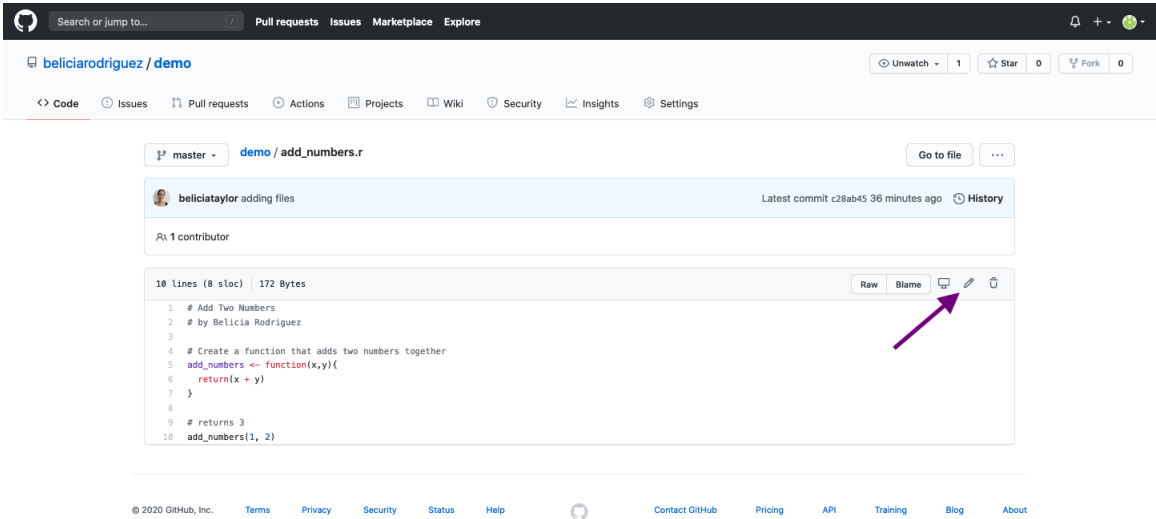 Search or jump to... / Pull requests Issues Marketplace Explore
beliciarodriguez / demo Unwatch 1 Star 0 Fork 0
<> Code Issues Pull requests Actions Projects Wiki Security Insights Settings
master demo / add_numbers.r Go to file ...
beliciataylor adding files Latest commit c28ab45 36 minutes ago History
1 contributor
10 lines (8 sloc) 172 Bytes Raw Blame
1 # Add Two Numbers
2 # by Belicia Rodriguez
3
4 # Create a function that adds two numbers together
5 add_numbers <- function(x,y){
6 return(x + y)
7 }
8
9 # returns 3
10 add_numbers(1, 2)
© 2020 GitHub, Inc. Terms Privacy Security Status Help Contact GitHub Pricing API Training Blog About